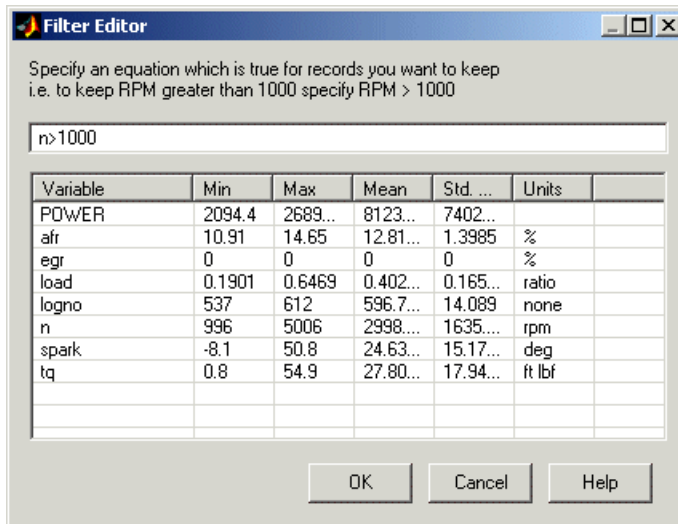 Filter Editor
Specify an equation which is true for records you want to keep
i.e. to keep RPM greater than 1000 specify RPM > 1000
n>1000
Variable Min Max Mean Std. ... Units
POWER 2094.4 2689... 8123... 7402...
afr 10.91 14.65 12.81... 1.3985 %
egr 0 0 0 0 %
load 0.1901 0.6469 0.402... 0.165... ratio
logno 537 612 596.7... 14.089 none
n 996 5006 2998.... 1635.... rpm
spark -8.1 50.8 24.63... 15.17... deg
tq 0.8 54.9 27.80... 17.94... ft lbf
OK Cancel Help